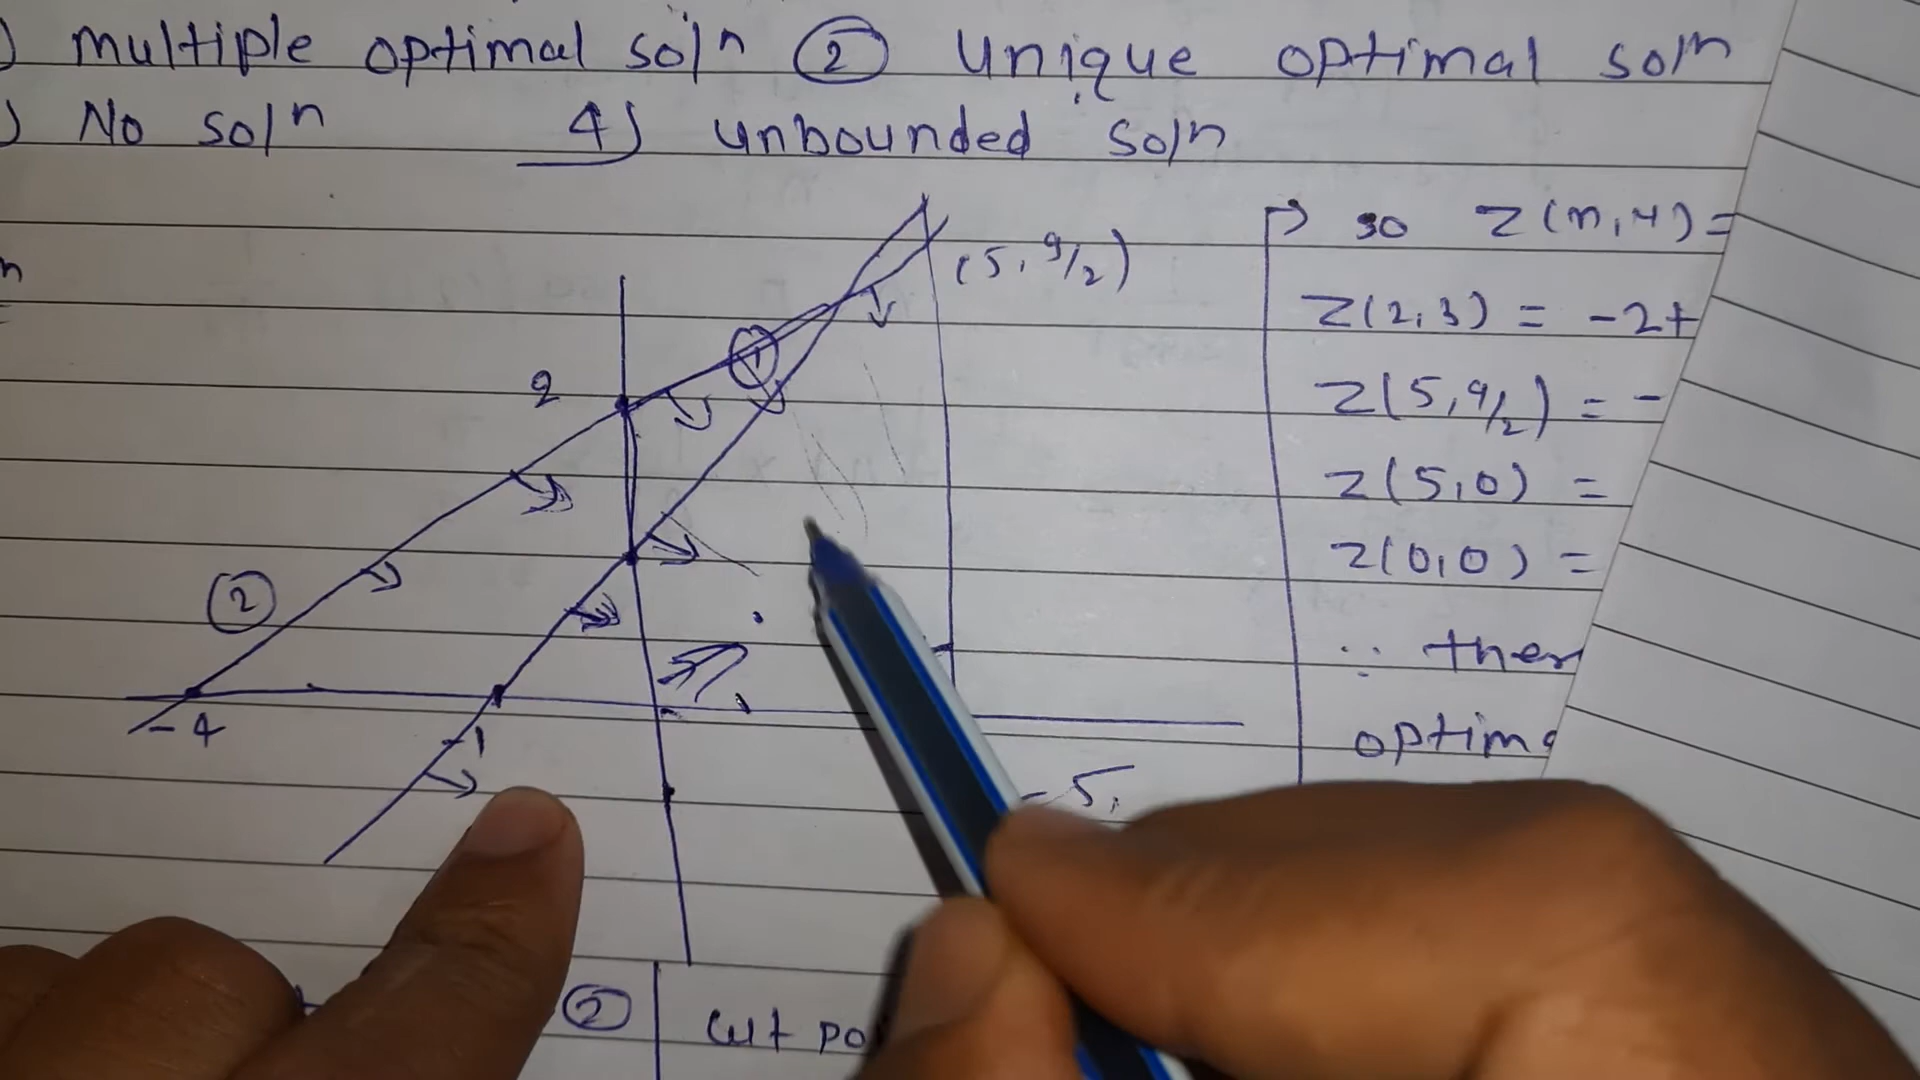 ) multiple optimal solⁿ ② unique optimal solⁿ
) No solⁿ 4) unbounded solⁿ
so Z(n,y) =
(5, 9/2)
Z(2,3) = -2+
①
2
Z(5,9/2) = -
Z(5,0) =
②
Z(0,0) =
∴ ther
-4
-1
optima
-5,
② cut po